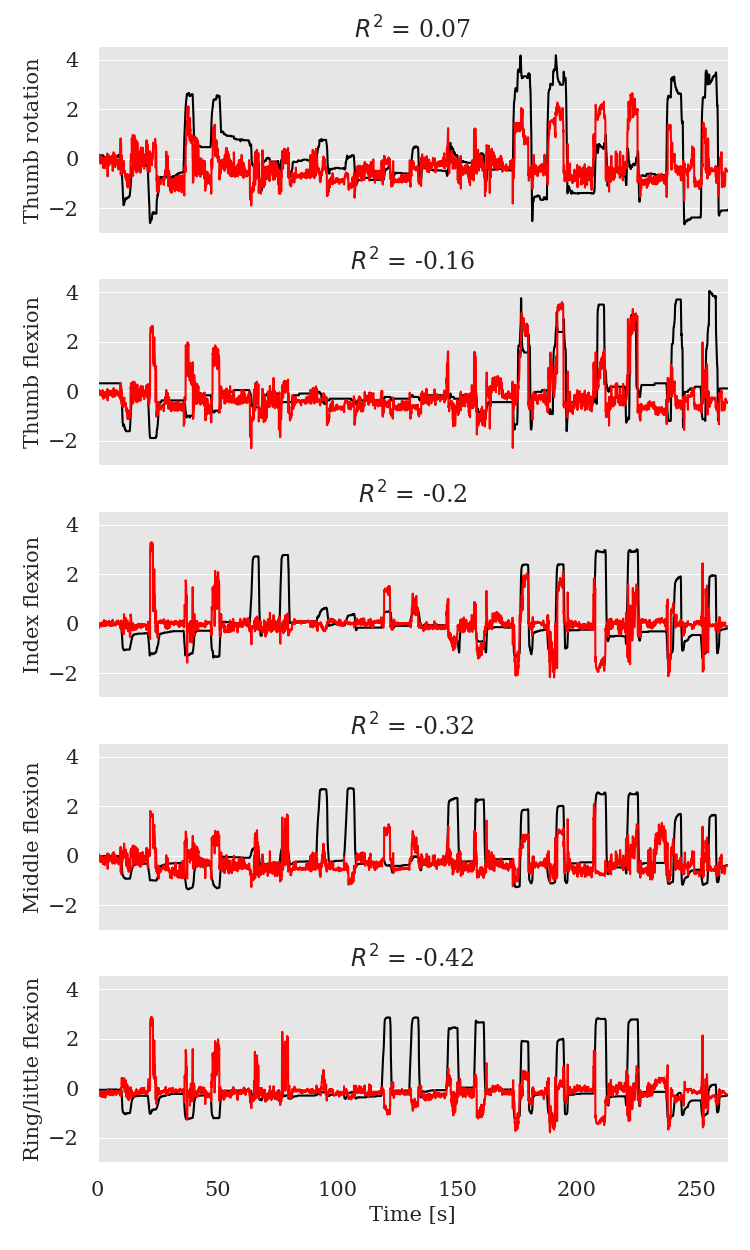 R² = 0.07
4
2
0
−2
Thumb rotation
R² = -0.16
4
2
0
−2
Thumb flexion
R² = -0.2
4
2
0
−2
Index flexion
R² = -0.32
4
2
0
−2
Middle flexion
R² = -0.42
4
2
0
−2
Ring/little flexion
0 50 100 150 200 250
Time [s]